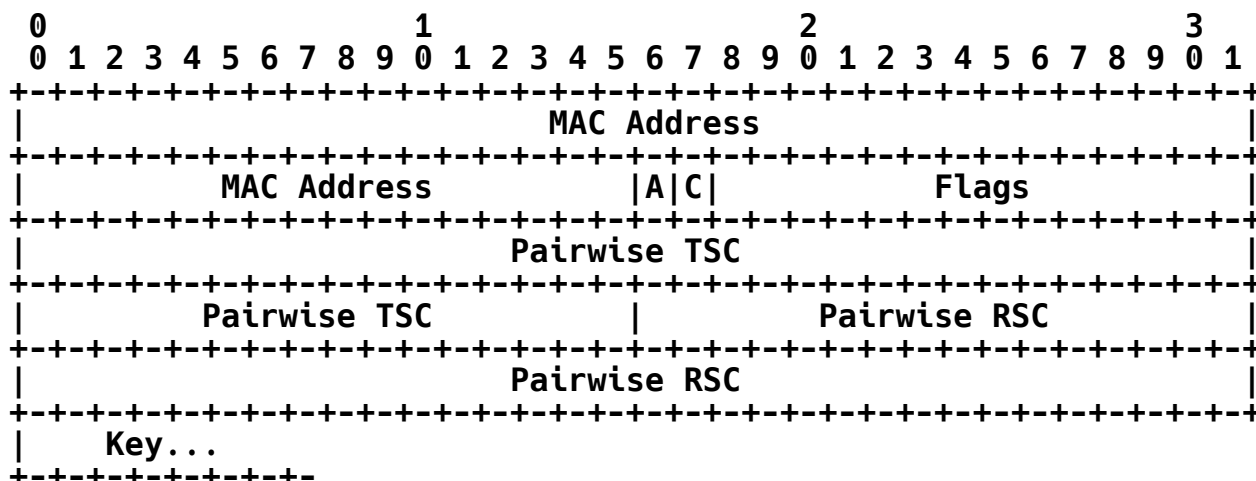 0                   1                   2                   3
 0 1 2 3 4 5 6 7 8 9 0 1 2 3 4 5 6 7 8 9 0 1 2 3 4 5 6 7 8 9 0 1
+-+-+-+-+-+-+-+-+-+-+-+-+-+-+-+-+-+-+-+-+-+-+-+-+-+-+-+-+-+-+-+-+
|                          MAC Address                          |
+-+-+-+-+-+-+-+-+-+-+-+-+-+-+-+-+-+-+-+-+-+-+-+-+-+-+-+-+-+-+-+-+
|          MAC Address          |A|C|           Flags           |
+-+-+-+-+-+-+-+-+-+-+-+-+-+-+-+-+-+-+-+-+-+-+-+-+-+-+-+-+-+-+-+-+
|                         Pairwise TSC                          |
+-+-+-+-+-+-+-+-+-+-+-+-+-+-+-+-+-+-+-+-+-+-+-+-+-+-+-+-+-+-+-+-+
|         Pairwise TSC          |         Pairwise RSC          |
+-+-+-+-+-+-+-+-+-+-+-+-+-+-+-+-+-+-+-+-+-+-+-+-+-+-+-+-+-+-+-+-+
|                         Pairwise RSC                          |
+-+-+-+-+-+-+-+-+-+-+-+-+-+-+-+-+-+-+-+-+-+-+-+-+-+-+-+-+-+-+-+-+
|    Key...
+-+-+-+-+-+-+-+-